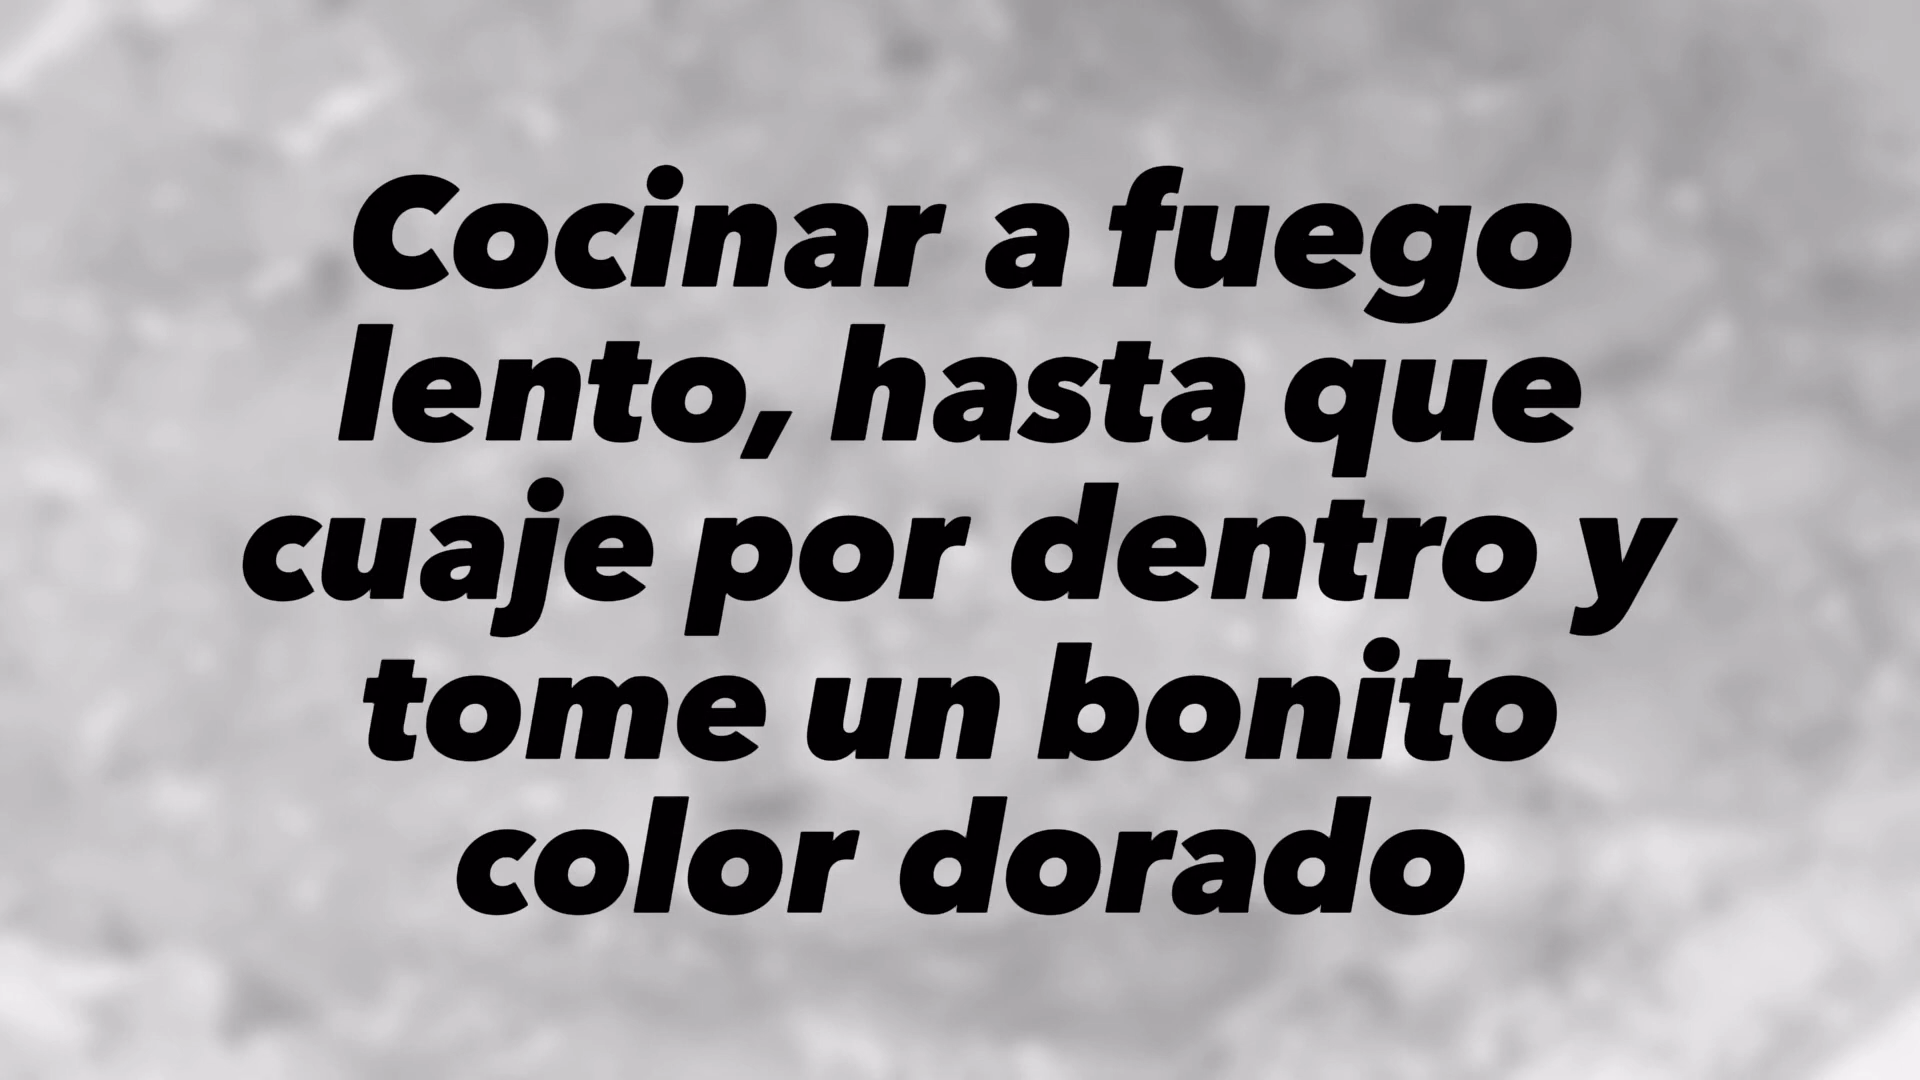 Cocinar a fuego
lento, hasta que
cuaje por dentro y
tome un bonito
color dorado